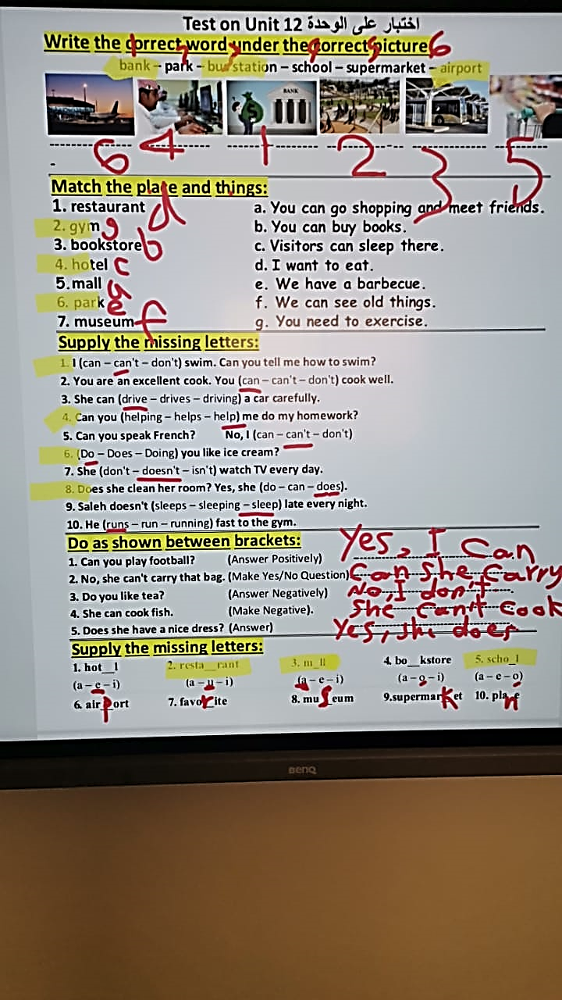 Test on Unit 12 اختبار على الوحدة
Write the correct word under the correct picture 6
bank – park – bus station – school – supermarket – airport
BANK
6 4 1 2 3 5
Match the place and things:
1. restaurant d a. You can go shopping and meet friends.
2. gym g b. You can buy books.
3. bookstore b c. Visitors can sleep there.
4. hotel c d. I want to eat.
5.mall a e. We have a barbecue.
6. park e f. We can see old things.
7. museum f g. You need to exercise.
Supply the missing letters:
1. I (can – can't – don't) swim. Can you tell me how to swim?
2. You are an excellent cook. You (can – can't – don't) cook well.
3. She can (drive – drives – driving) a car carefully.
4. Can you (helping – helps – help) me do my homework?
5. Can you speak French? No, I (can – can't – don't)
6. (Do – Does – Doing) you like ice cream?
7. She (don't – doesn't – isn't) watch TV every day.
8. Does she clean her room? Yes, she (do – can – does).
9. Saleh doesn't (sleeps – sleeping – sleep) late every night.
10. He (runs – run – running) fast to the gym.
Do as shown between brackets:
1. Can you play football? (Answer Positively) Yes, I can
2. No, she can't carry that bag. (Make Yes/No Question) Can she carry
3. Do you like tea? (Answer Negatively) No, I don't
4. She can cook fish. (Make Negative). She can't cook
5. Does she have a nice dress? (Answer) Yes, she does
Supply the missing letters:
1. hot__l 2. resta__rant 3. m_ll 4. bo__kstore 5. scho_l
(a – e – i) (a – u – i) (a – e – i) (a – o – i) (a – e – o)
6. airport 7. favorite 8. museum 9.supermarket 10. plane
BenQ